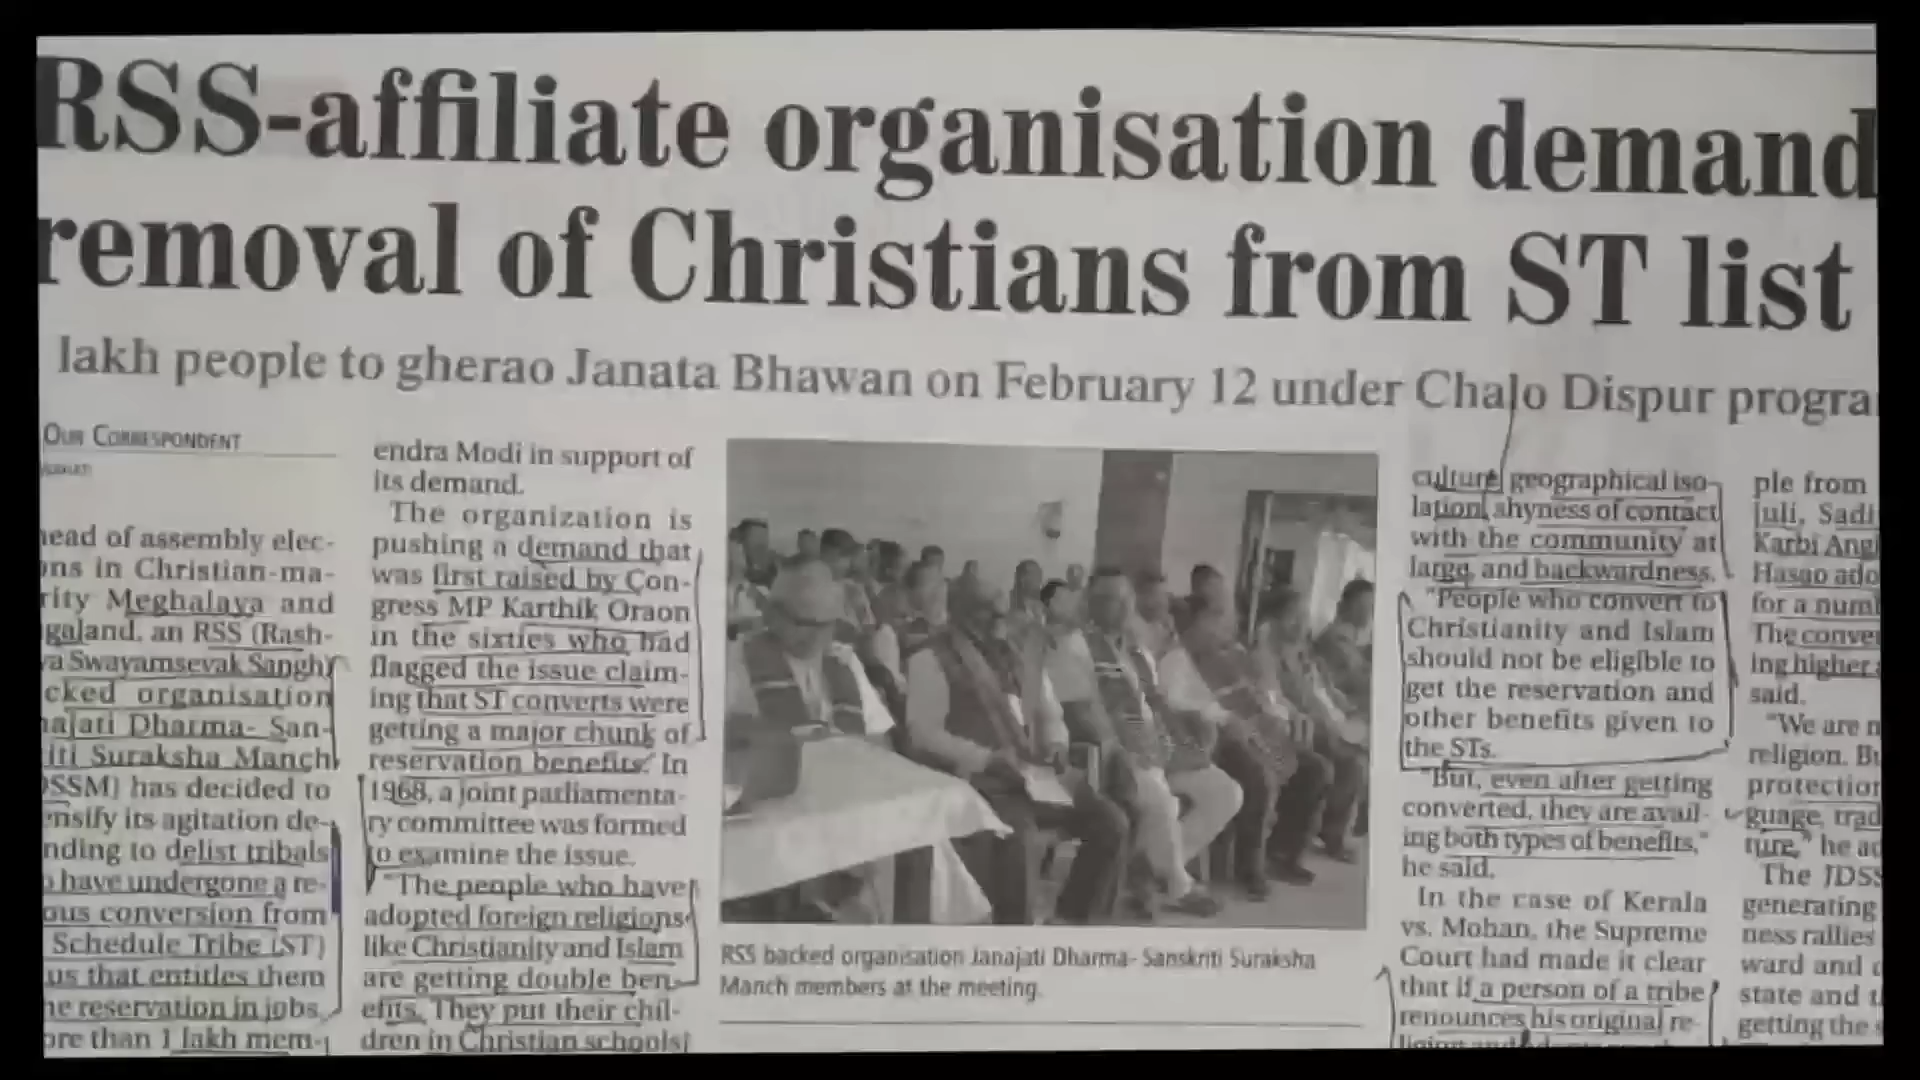 RSS-affiliate organisation demand
removal of Christians from ST list
lakh people to gherao Janata Bhawan on February 12 under Chalo Dispur progra
OUR CORRESPONDENT
head of assembly elec-
ons in Christian-ma-
rity Meghalaya and
galand, an RSS (Rash-
ya Swayamsevak Sangh)
cked organisation
najati Dharma- San-
riti Suraksha Manch
DSSM) has decided to
ensify its agitation de-
nding to delist tribals
o have undergone a re-
ous conversion from
Schedule Tribe (ST)
us that entitles them
he reservation in jobs.
ore than 1 lakh mem-
endra Modi in support of
its demand.
The organization is
pushing a demand that
was first raised by Con-
gress MP Karthik Oraon
in the sixties who had
flagged the issue claim-
ing that ST converts were
getting a major chunk of
reservation benefits. In
1968, a joint parliamenta-
ry committee was formed
to examine the issue.
"The people who have
adopted foreign religions
like Christianity and Islam
are getting double ben-
efits. They put their chil-
dren in Christian schools
RSS backed organisation Janajati Dharma- Sanskriti Suraksha
Manch members at the meeting.
culture, geographical iso-
lation, shyness of contact
with the community at
large, and backwardness.
"People who convert to
Christianity and Islam
should not be eligible to
get the reservation and
other benefits given to
the STs.
"But, even after getting
converted, they are avail-
ing both types of benefits,"
he said.
In the case of Kerala
vs. Mohan, the Supreme
Court had made it clear
that if a person of a tribe
renounces his original re-
ple from
juli, Sadi
Karbi Angl
Hasao ado
for a numb
The conver
ing higher
said.
"We are n
religion. Bu
protection
guage, trad
ture," he ad
The JDSS
generating
ness rallies
ward and
state and t
getting the s